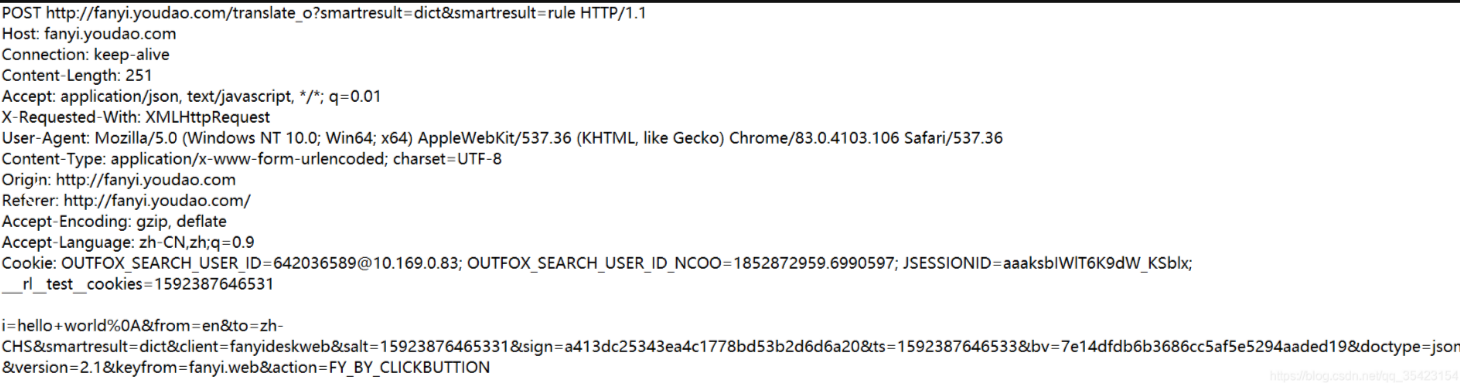 POST http://fanyi.youdao.com/translate_o?smartresult=dict&smartresult=rule HTTP/1.1
Host: fanyi.youdao.com
Connection: keep-alive
Content-Length: 251
Accept: application/json, text/javascript, */*; q=0.01
X-Requested-With: XMLHttpRequest
User-Agent: Mozilla/5.0 (Windows NT 10.0; Win64; x64) AppleWebKit/537.36 (KHTML, like Gecko) Chrome/83.0.4103.106 Safari/537.36
Content-Type: application/x-www-form-urlencoded; charset=UTF-8
Origin: http://fanyi.youdao.com
Referer: http://fanyi.youdao.com/
Accept-Encoding: gzip, deflate
Accept-Language: zh-CN,zh;q=0.9
Cookie: OUTFOX_SEARCH_USER_ID=642036589@10.169.0.83; OUTFOX_SEARCH_USER_ID_NCOO=1852872959.6990597; JSESSIONID=aaaksbIWlT6K9dW_KSblx;
___rl__test__cookies=1592387646531
i=hello+world%0A&from=en&to=zh-
CHS&smartresult=dict&client=fanyideskweb&salt=15923876465331&sign=a413dc25343ea4c1778bd53b2d6d6a20&ts=1592387646533&bv=7e14dfdb6b3686cc5af5e5294aaded19&doctype=json
&version=2.1&keyfrom=fanyi.web&action=FY_BY_CLICKBUTTION
https://blog.csdn.net/qq_35423154